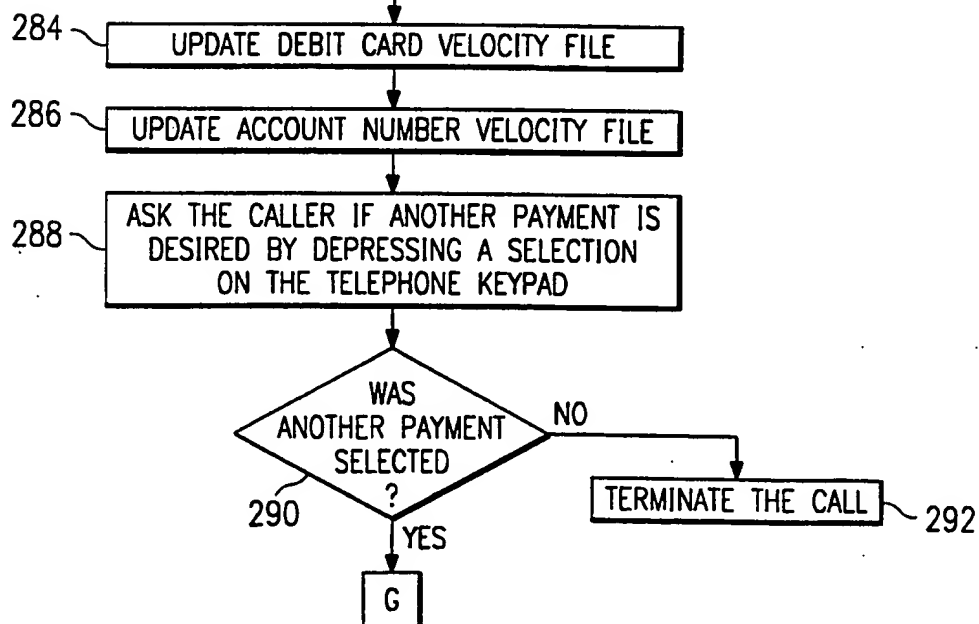 284
UPDATE DEBIT CARD VELOCITY FILE
286
UPDATE ACCOUNT NUMBER VELOCITY FILE
288
ASK THE CALLER IF ANOTHER PAYMENT IS
DESIRED BY DEPRESSING A SELECTION
ON THE TELEPHONE KEYPAD
WAS
ANOTHER PAYMENT
SELECTED
?
290
NO
TERMINATE THE CALL
292
YES
G